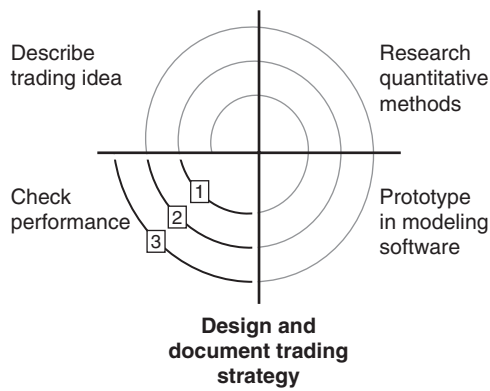 Describe
trading idea
Research
quantitative
methods
Check
performance
1
2
3
Prototype
in modeling
software
Design and
document trading
strategy